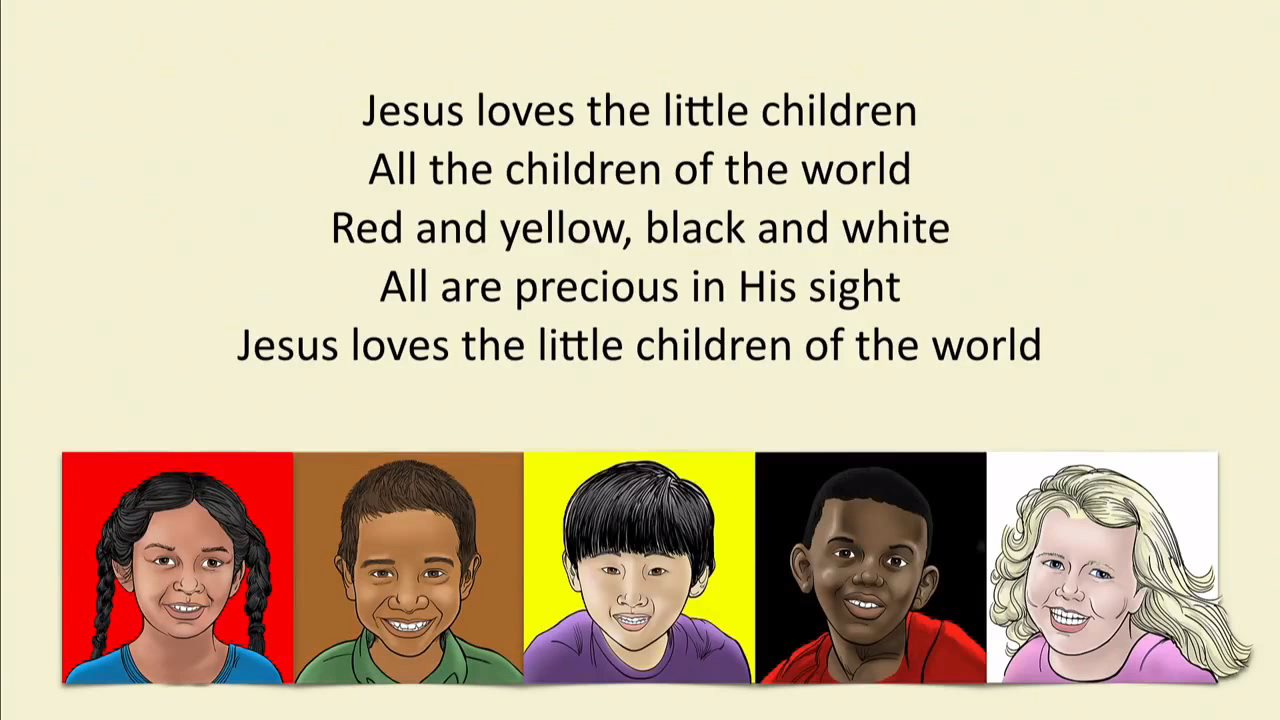 Jesus loves the little children
All the children of the world
Red and yellow, black and white
All are precious in His sight
Jesus loves the little children of the world